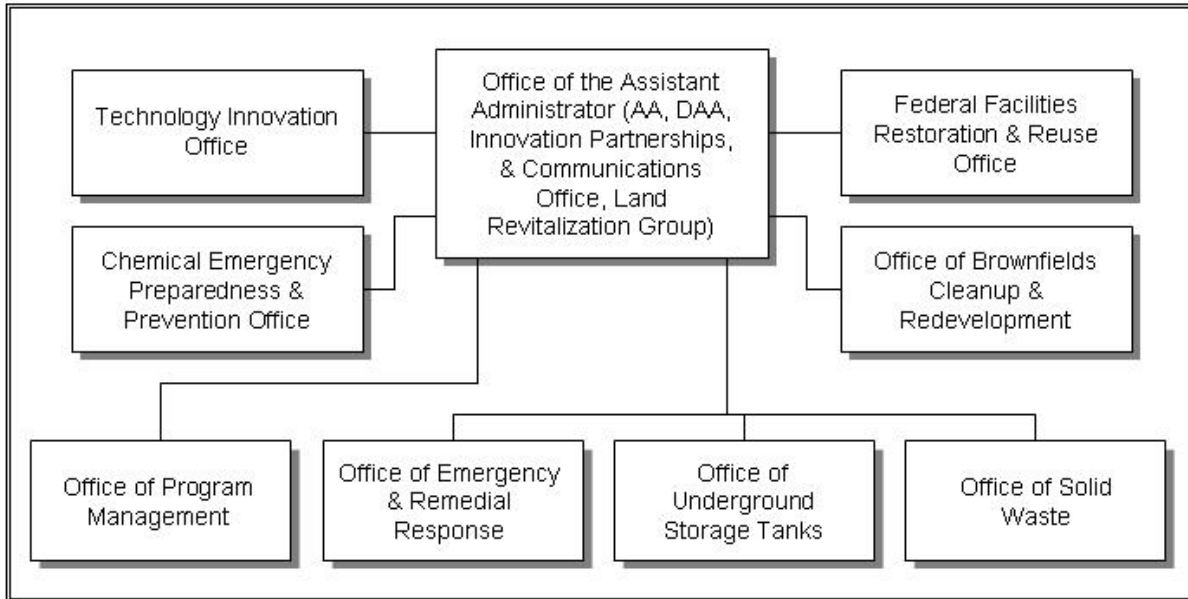 Technology Innovation
Office
Office of the Assistant
Administrator (AA, DAA,
Innovation Partnerships,
& Communications
Office, Land
Revitalization Group)
Federal Facilities
Restoration & Reuse
Office
Chemical Emergency
Preparedness &
Prevention Office
Office of Brownfields
Cleanup &
Redevelopment
Office of Program
Management
Office of Emergency
& Remedial
Response
Office of
Underground
Storage Tanks
Office of Solid
Waste